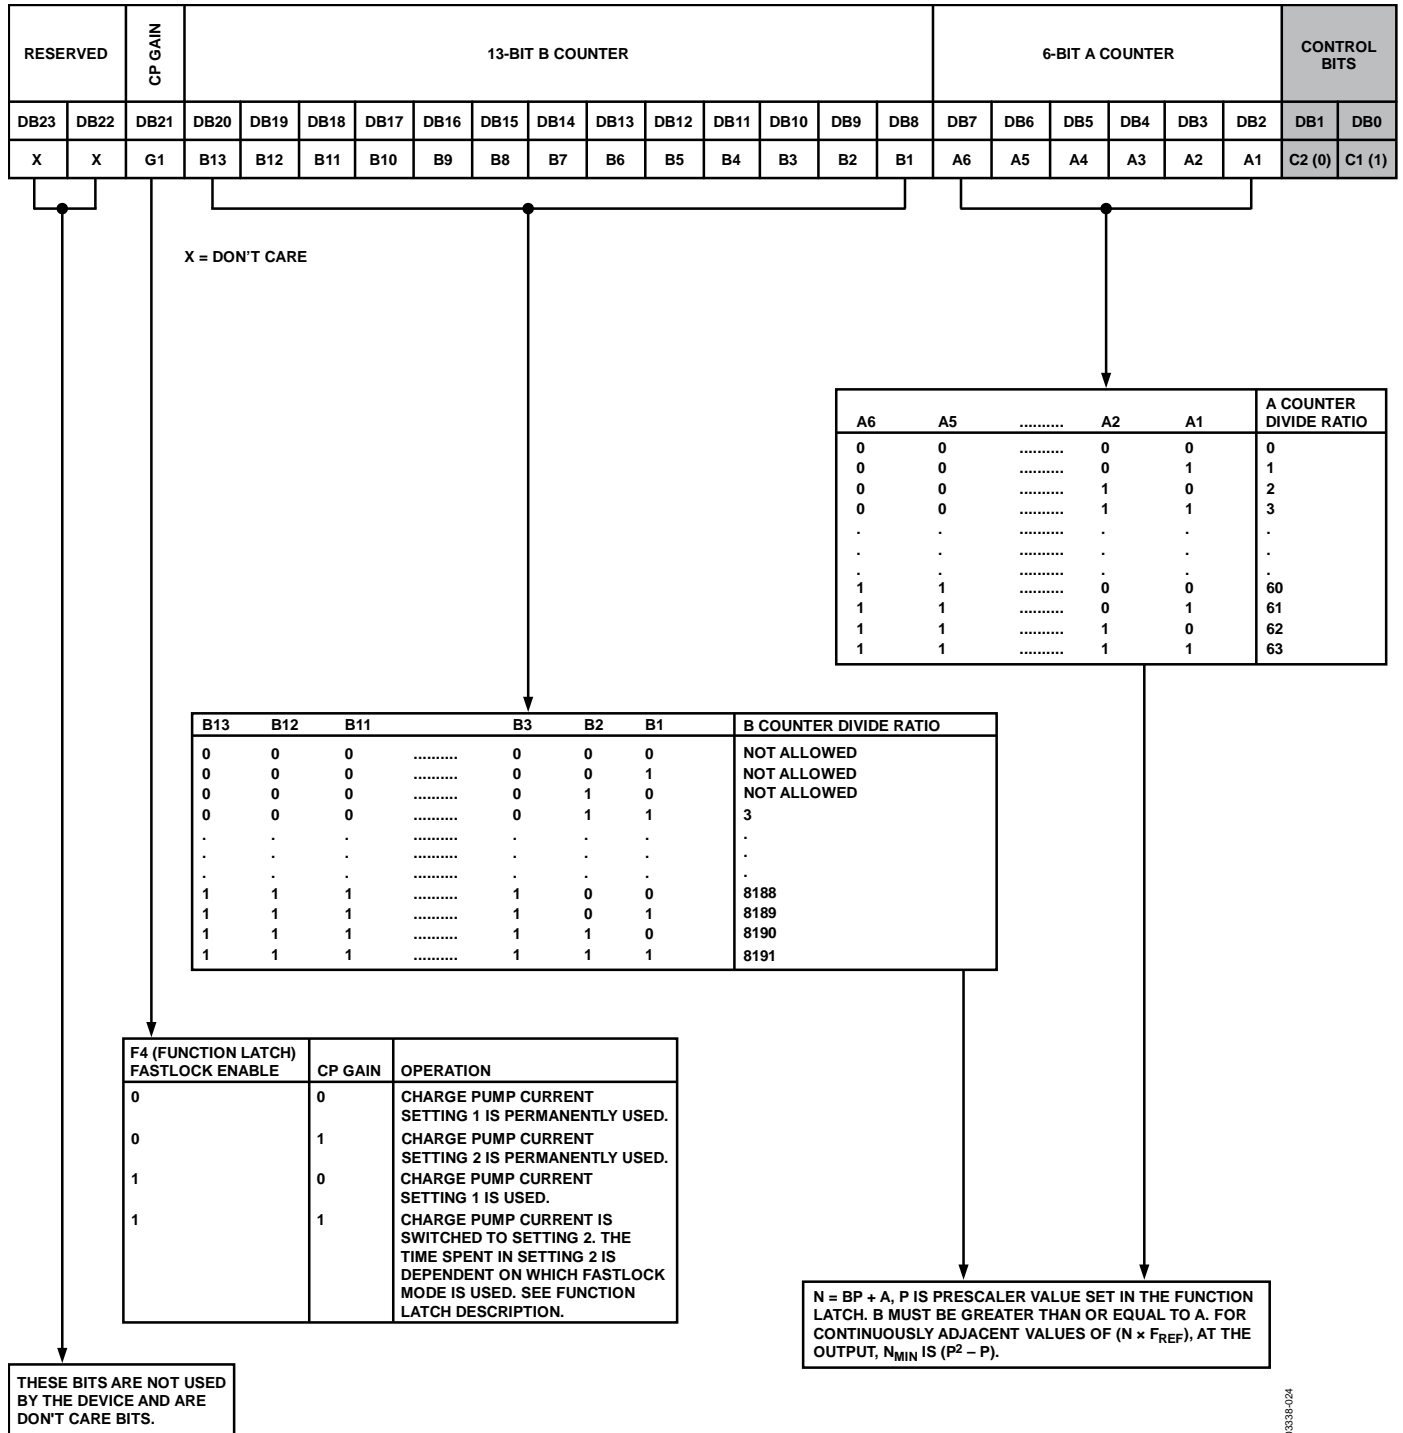 RESERVED CP GAIN 13-BIT B COUNTER 6-BIT A COUNTER CONTROL BITS
DB23 DB22 DB21 DB20 DB19 DB18 DB17 DB16 DB15 DB14 DB13 DB12 DB11 DB10 DB9 DB8 DB7 DB6 DB5 DB4 DB3 DB2 DB1 DB0
X X G1 B13 B12 B11 B10 B9 B8 B7 B6 B5 B4 B3 B2 B1 A6 A5 A4 A3 A2 A1 C2 (0) C1 (1)
X = DON'T CARE
A6 A5 .......... A2 A1 A COUNTER DIVIDE RATIO
0 0 .......... 0 0 0
0 0 .......... 0 1 1
0 0 .......... 1 0 2
0 0 .......... 1 1 3
. . .......... . . .
. . .......... . . .
. . .......... . . .
1 1 .......... 0 0 60
1 1 .......... 0 1 61
1 1 .......... 1 0 62
1 1 .......... 1 1 63
B13 B12 B11 B3 B2 B1 B COUNTER DIVIDE RATIO
0 0 0 .......... 0 0 0 NOT ALLOWED
0 0 0 .......... 0 0 1 NOT ALLOWED
0 0 0 .......... 0 1 0 NOT ALLOWED
0 0 0 .......... 0 1 1 3
. . . .......... . . . .
. . . .......... . . . .
. . . .......... . . . .
1 1 1 .......... 1 0 0 8188
1 1 1 .......... 1 0 1 8189
1 1 1 .......... 1 1 0 8190
1 1 1 .......... 1 1 1 8191
F4 (FUNCTION LATCH)
FASTLOCK ENABLE CP GAIN OPERATION
0 0 CHARGE PUMP CURRENT
SETTING 1 IS PERMANENTLY USED.
0 1 CHARGE PUMP CURRENT
SETTING 2 IS PERMANENTLY USED.
1 0 CHARGE PUMP CURRENT
SETTING 1 IS USED.
1 1 CHARGE PUMP CURRENT IS
SWITCHED TO SETTING 2. THE
TIME SPENT IN SETTING 2 IS
DEPENDENT ON WHICH FASTLOCK
MODE IS USED. SEE FUNCTION
LATCH DESCRIPTION.
N = BP + A, P IS PRESCALER VALUE SET IN THE FUNCTION
LATCH. B MUST BE GREATER THAN OR EQUAL TO A. FOR
CONTINUOUSLY ADJACENT VALUES OF (N × FREF), AT THE
OUTPUT, NMIN IS (P² – P).
THESE BITS ARE NOT USED
BY THE DEVICE AND ARE
DON'T CARE BITS.
03338-024